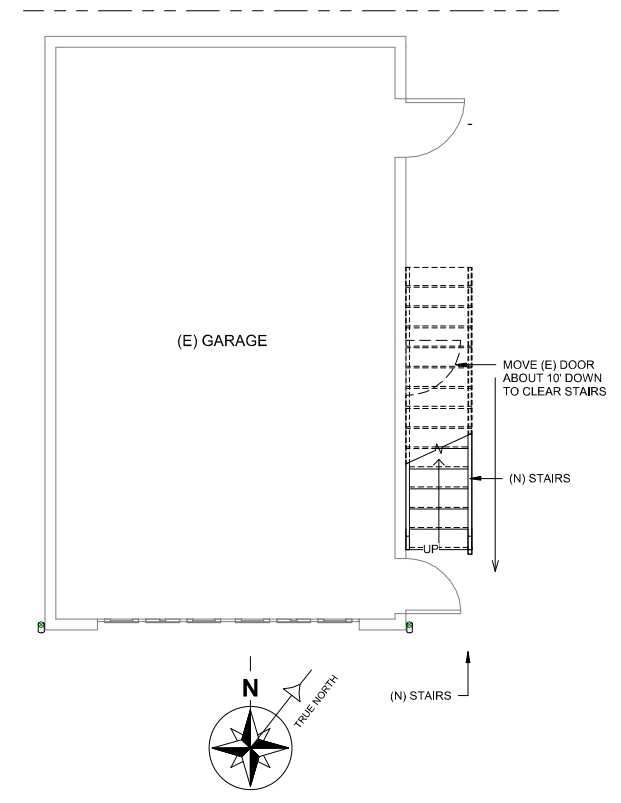 (E) GARAGE
MOVE (E) DOOR
ABOUT 10' DOWN
TO CLEAR STAIRS
(N) STAIRS
UP
N
TRUE NORTH
(N) STAIRS